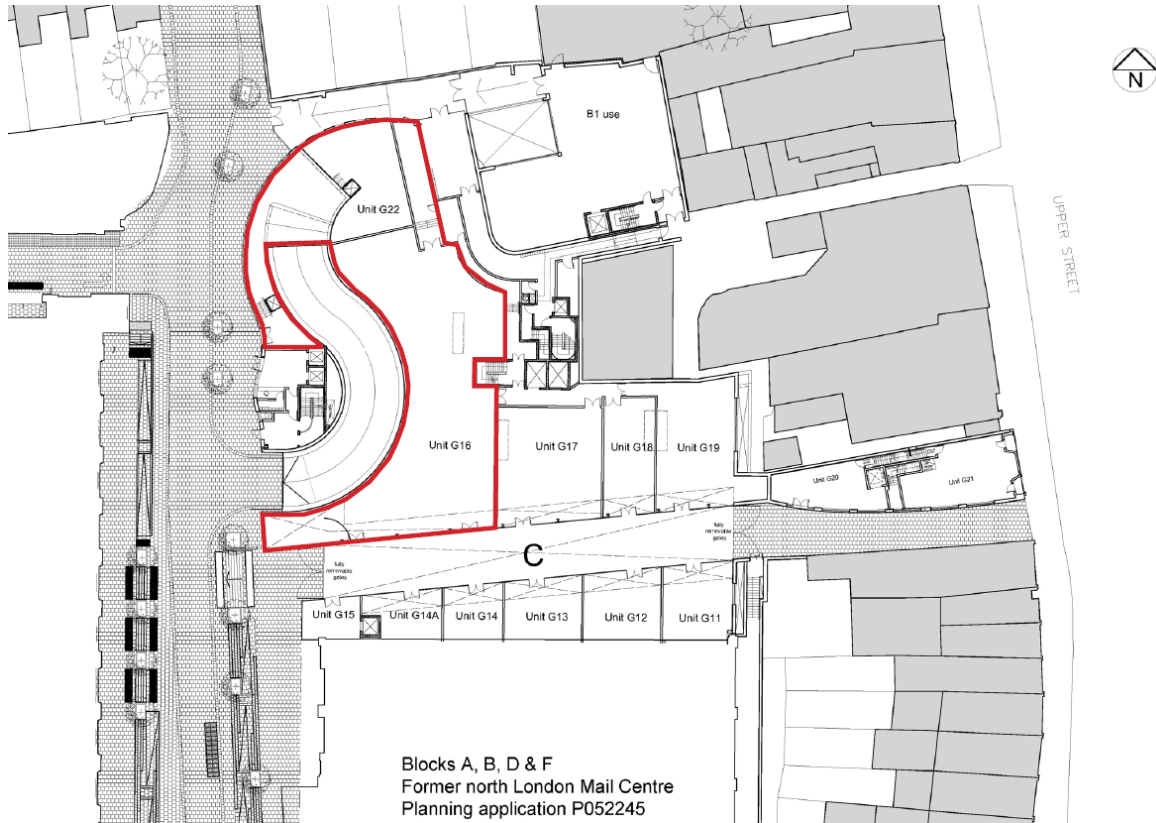 N
B1 use
Unit G22
UPPER STREET
Unit G16
Unit G17
Unit G18
Unit G19
Unit G20
Unit G21
fully
removable
gates
C
fully
removable
gates
Unit G15
Unit G14A
Unit G14
Unit G13
Unit G12
Unit G11
Blocks A, B, D & F
Former north London Mail Centre
Planning application P052245